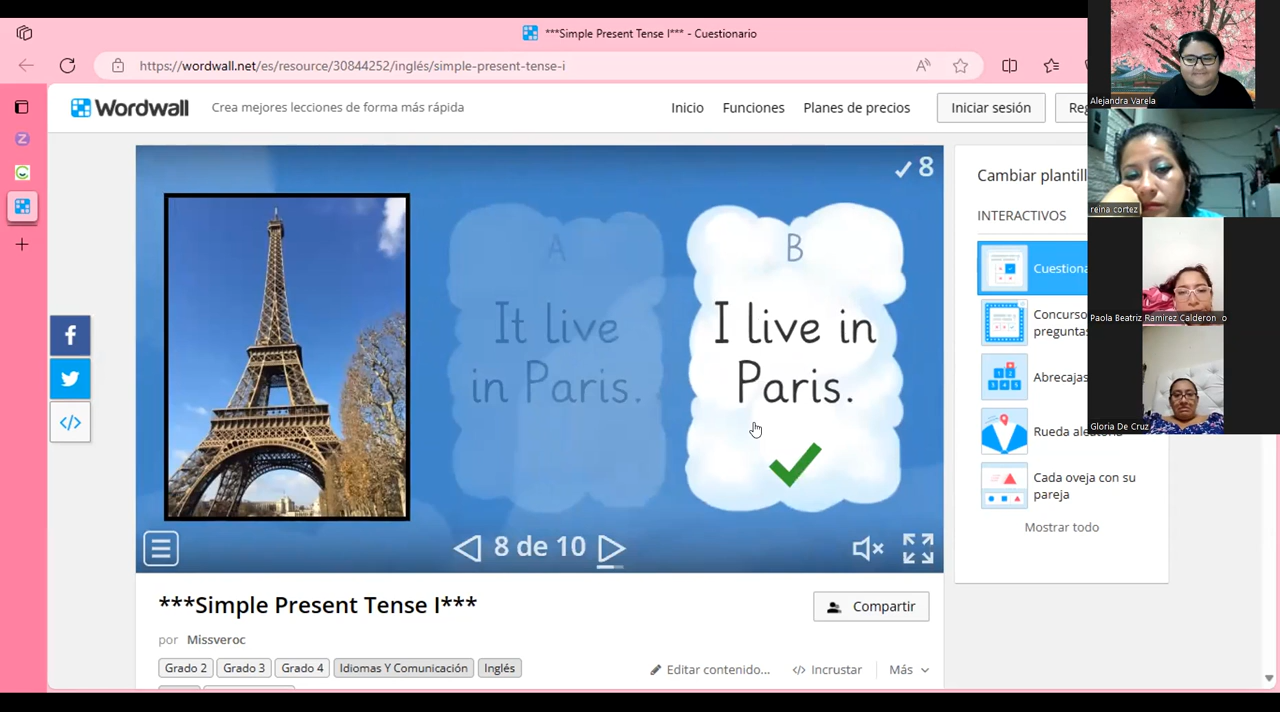 ***Simple Present Tense I*** - Cuestionario
https://wordwall.net/es/resource/30844252/inglés/simple-present-tense-i
Wordwall
Crea mejores lecciones de forma más rápida
Inicio
Funciones
Planes de precios
Iniciar sesión
Reg
8
A
It live
in Paris.
B
I live in
Paris.
8 de 10
Cambiar plantill
INTERACTIVOS
Cuestiona
Concurso
preguntas
Abrecajas
Rueda aleatoria
Cada oveja con su
pareja
Mostrar todo
Alejandra Varela
reina cortez
Paola Beatriz Ramirez Calderon o
Gloria De Cruz
***Simple Present Tense I***
Compartir
por Missveroc
Grado 2
Grado 3
Grado 4
Idiomas Y Comunicación
Inglés
Editar contenido...
Incrustar
Más